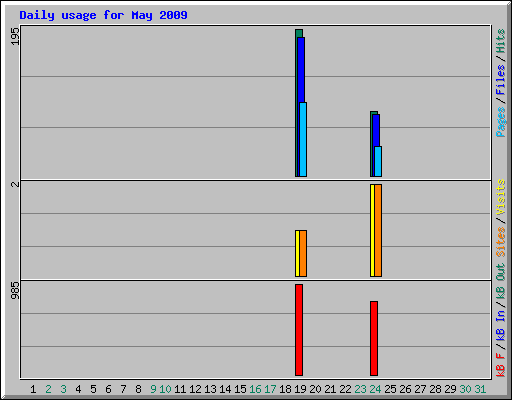 Daily usage for May 2009
195
2
985
Pages / Files / Hits
Sites / Visits
kB F / kB In / kB Out
1 2 3 4 5 6 7 8 9 10 11 12 13 14 15 16 17 18 19 20 21 22 23 24 25 26 27 28 29 30 31